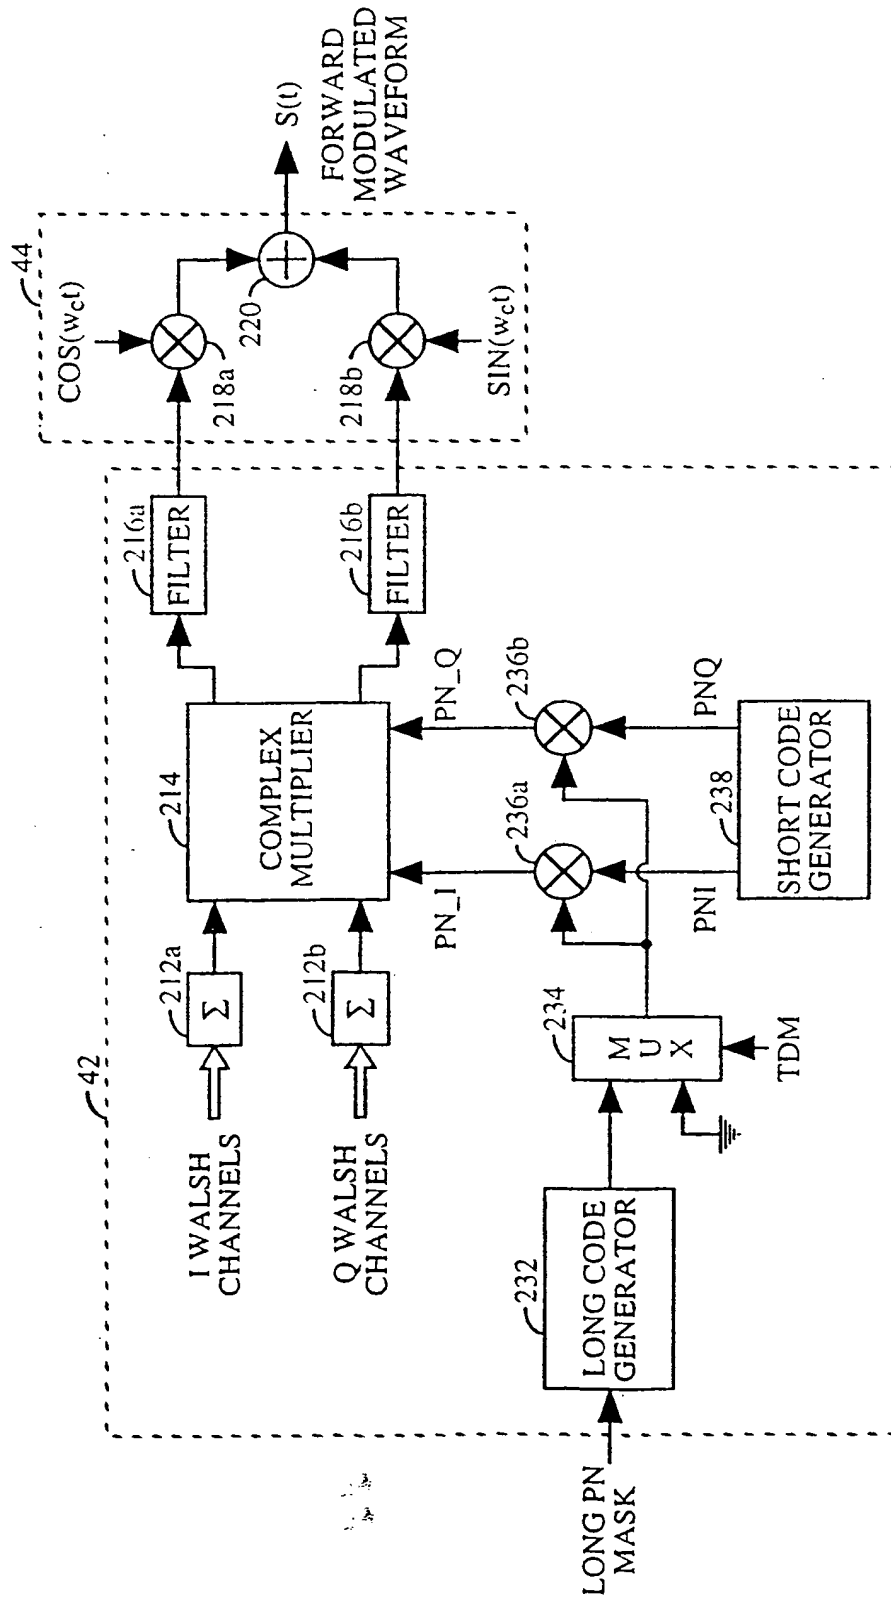 42
44
I WALSH
CHANNELS
212a
Σ
Q WALSH
CHANNELS
212b
Σ
214
COMPLEX
MULTIPLIER
216a
FILTER
216b
FILTER
COS(wct)
218a
218b
SIN(wct)
220
S(t)
FORWARD
MODULATED
WAVEFORM
PN_I
PN_Q
236a
236b
LONG PN
MASK
232
LONG CODE
GENERATOR
234
M
U
X
TDM
PNI
PNQ
238
SHORT CODE
GENERATOR